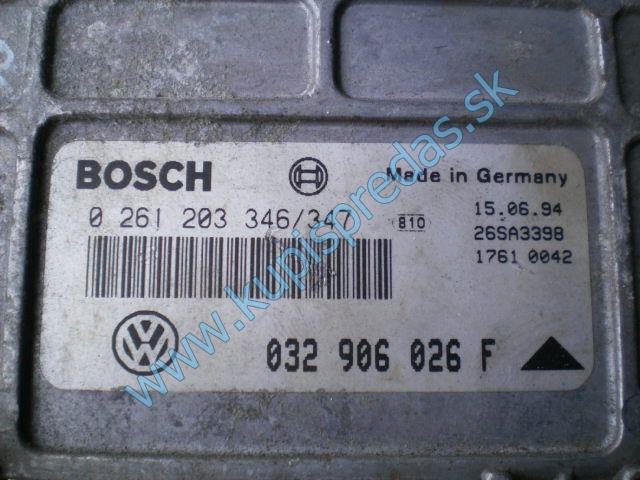 BOSCH
Made in Germany
0 261 203 346/347
810
15.06.94
26SA3398
1761 0042
VW
032 906 026 F
www.kupispredas.sk